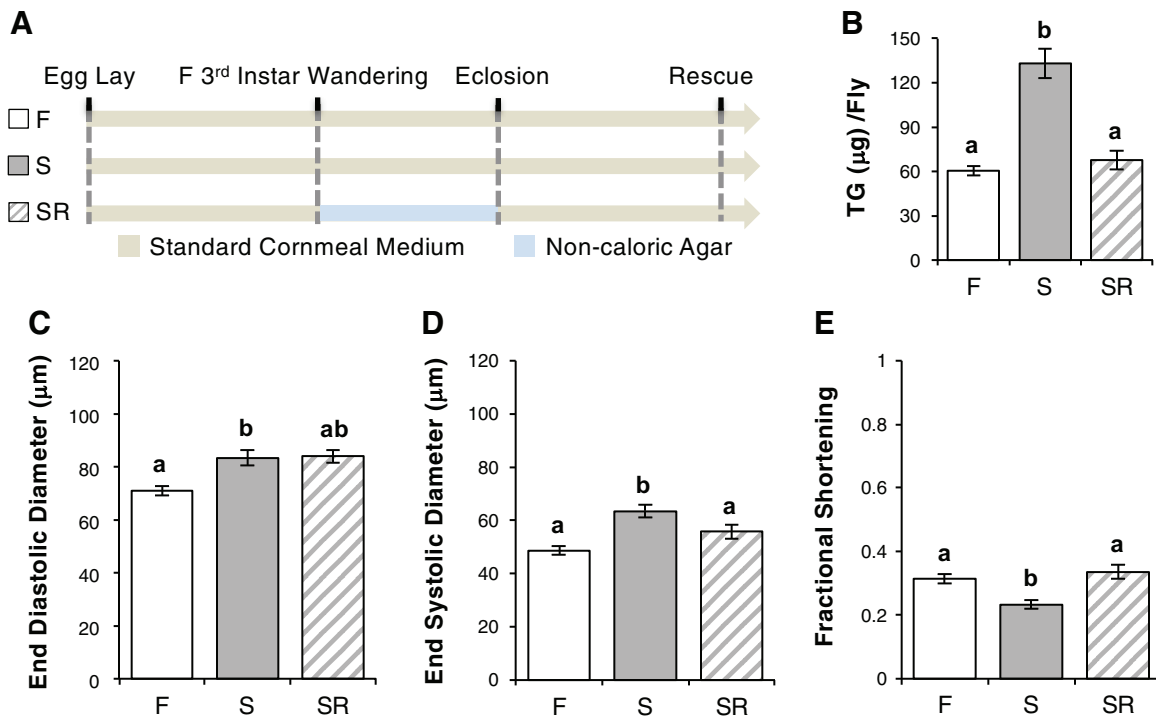 A
Egg Lay F 3rd Instar Wandering Eclosion Rescue
F
S
SR
Standard Cornmeal Medium Non-caloric Agar
B
TG (µg) /Fly
150
120
90
60
30
0
a b a
F S SR
C
End Diastolic Diameter (µm)
120
100
80
60
40
20
0
a b ab
F S SR
D
End Systolic Diameter (µm)
120
100
80
60
40
20
0
a b a
F S SR
E
Fractional Shortening
1
0.8
0.6
0.4
0.2
0
a b a
F S SR